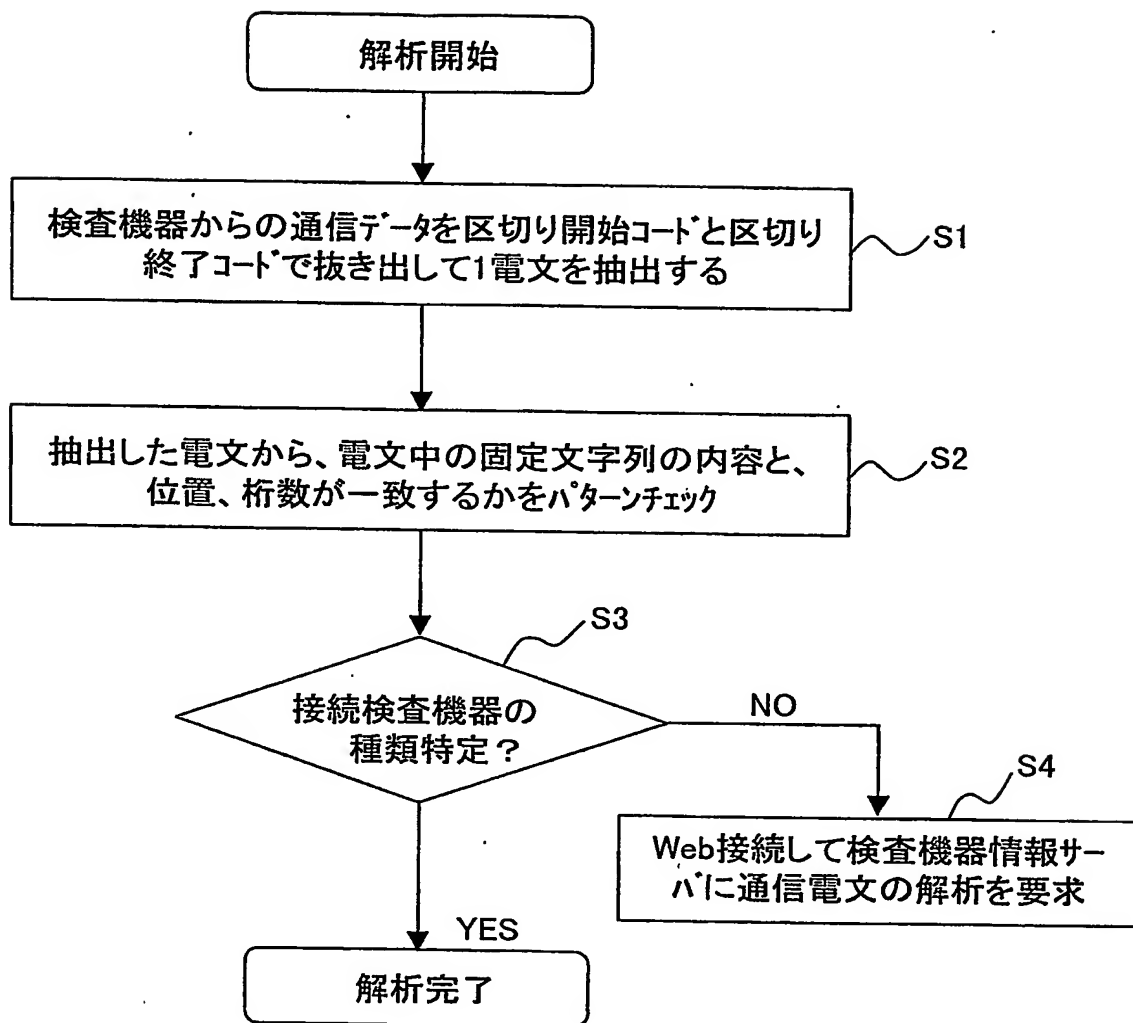 解析開始
検査機器からの通信ﾃﾞｰﾀを区切り開始ｺｰﾄﾞと区切り
終了ｺｰﾄﾞで抜き出して1電文を抽出する
S1
抽出した電文から、電文中の固定文字列の内容と、
位置、桁数が一致するかをﾊﾟﾀｰﾝﾁｪｯｸ
S2
S3
接続検査機器の
種類特定？
NO
S4
Web接続して検査機器情報ｻｰ
ﾊﾞに通信電文の解析を要求
YES
解析完了